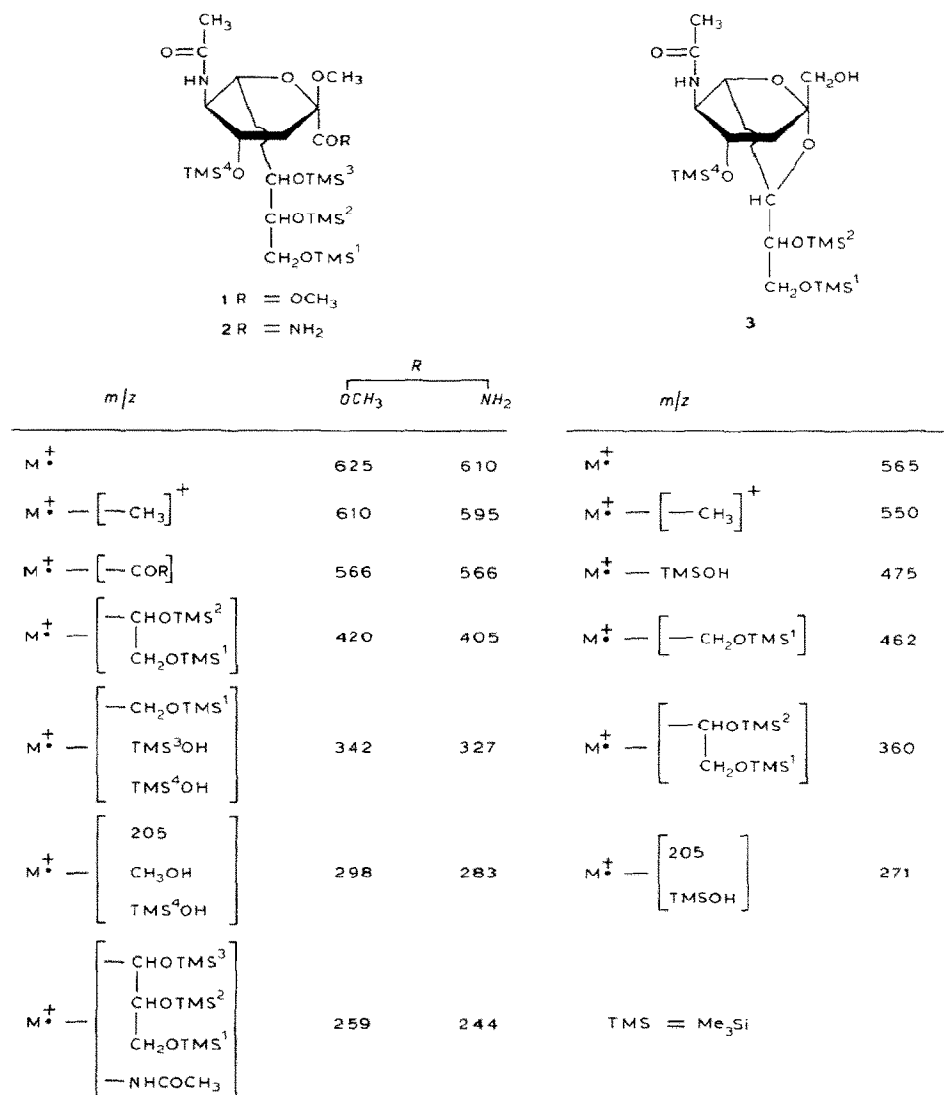 CH₃
O=C
HN
O
OCH₃
COR
TMS⁴O
CHOTMS³
CHOTMS²
CH₂OTMS¹
1 R = OCH₃
2 R = NH₂
CH₃
O=C
HN
O
CH₂OH
O
TMS⁴O
HC
CHOTMS²
CH₂OTMS¹
3
R
m/z OCH₃ NH₂
M⁺• 625 610
M⁺• — [—CH₃]⁺ 610 595
M⁺• — [—COR] 566 566
M⁺• — [—CHOTMS²
CH₂OTMS¹] 420 405
M⁺• — [—CH₂OTMS¹
TMS³OH 342 327
TMS⁴OH]
M⁺• — [205
CH₃OH 298 283
TMS⁴OH]
M⁺• — [—CHOTMS³
CHOTMS² 259 244
CH₂OTMS¹
—NHCOCH₃]
m/z
M⁺• 565
M⁺• — [—CH₃]⁺ 550
M⁺• — TMSOH 475
M⁺• — [—CH₂OTMS¹] 462
M⁺• — [—CHOTMS²
CH₂OTMS¹] 360
M⁺• — [205
TMSOH] 271
TMS = Me₃Si